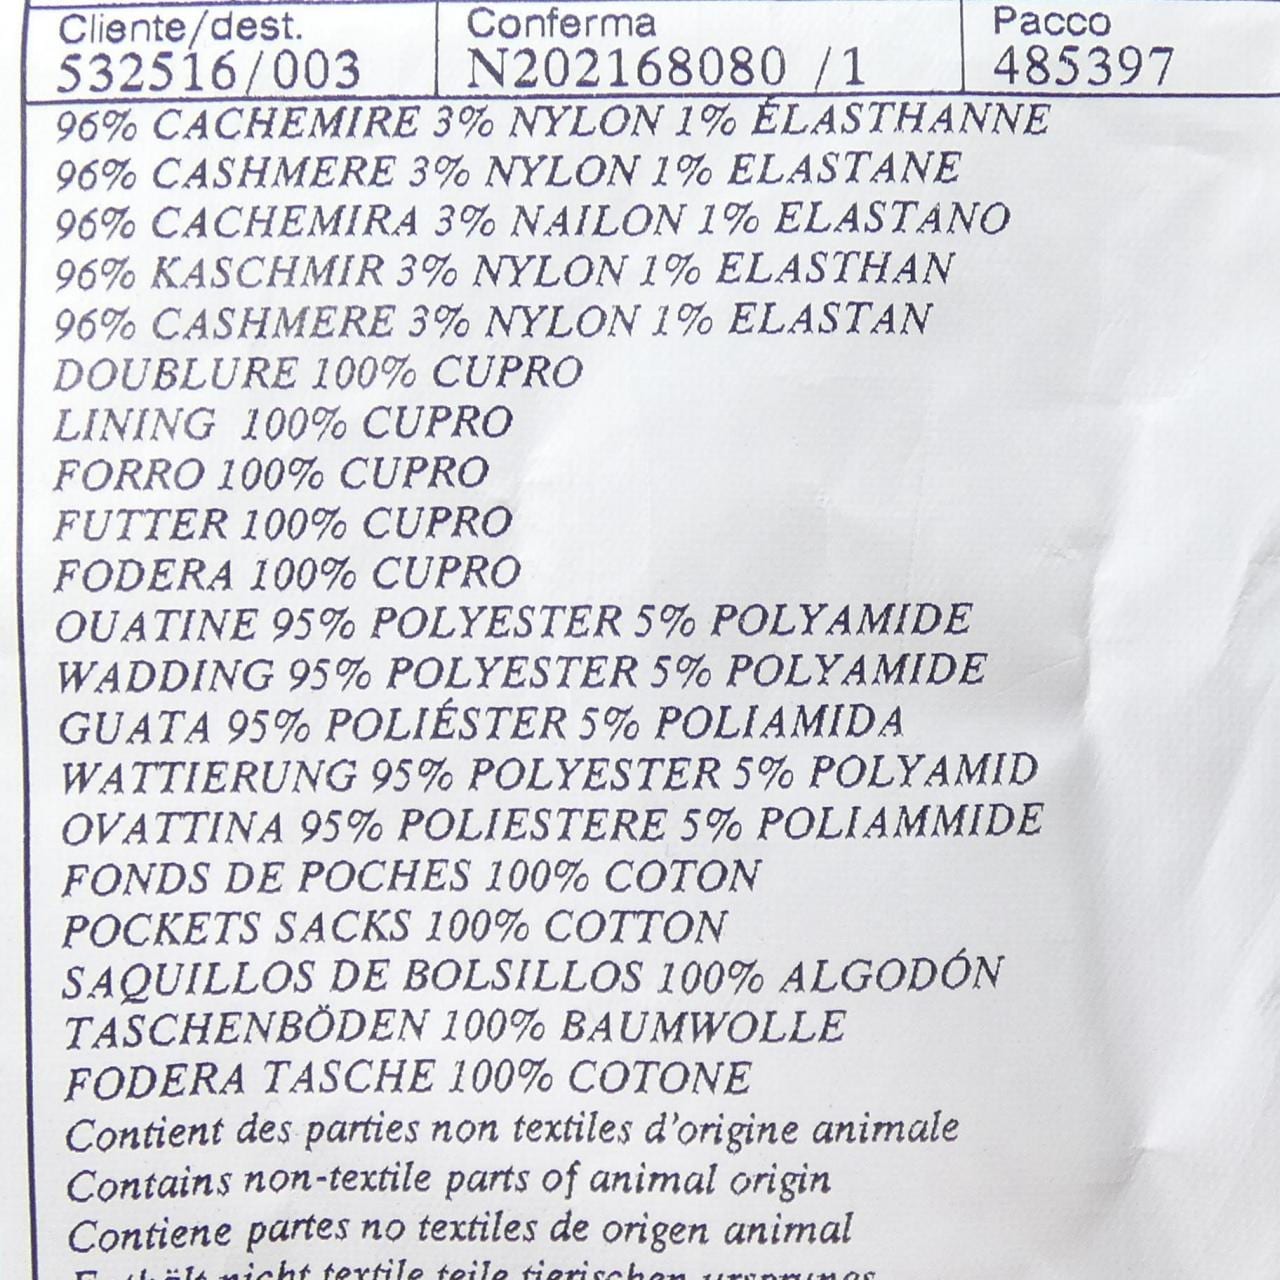 Cliente/dest. Conferma Pacco
532516/003 N202168080 /1 485397
96% CACHEMIRE 3% NYLON 1% ÉLASTHANNE
96% CASHMERE 3% NYLON 1% ELASTANE
96% CACHEMIRA 3% NAILON 1% ELASTANO
96% KASCHMIR 3% NYLON 1% ELASTHAN
96% CASHMERE 3% NYLON 1% ELASTAN
DOUBLURE 100% CUPRO
LINING 100% CUPRO
FORRO 100% CUPRO
FUTTER 100% CUPRO
FODERA 100% CUPRO
OUATINE 95% POLYESTER 5% POLYAMIDE
WADDING 95% POLYESTER 5% POLYAMIDE
GUATA 95% POLIÉSTER 5% POLIAMIDA
WATTIERUNG 95% POLYESTER 5% POLYAMID
OVATTINA 95% POLIESTERE 5% POLIAMMIDE
FONDS DE POCHES 100% COTON
POCKETS SACKS 100% COTTON
SAQUILLOS DE BOLSILLOS 100% ALGODÓN
TASCHENBÖDEN 100% BAUMWOLLE
FODERA TASCHE 100% COTONE
Contient des parties non textiles d'origine animale
Contains non-textile parts of animal origin
Contiene partes no textiles de origen animal
Enthält nicht textile teile tierischen ursprungs